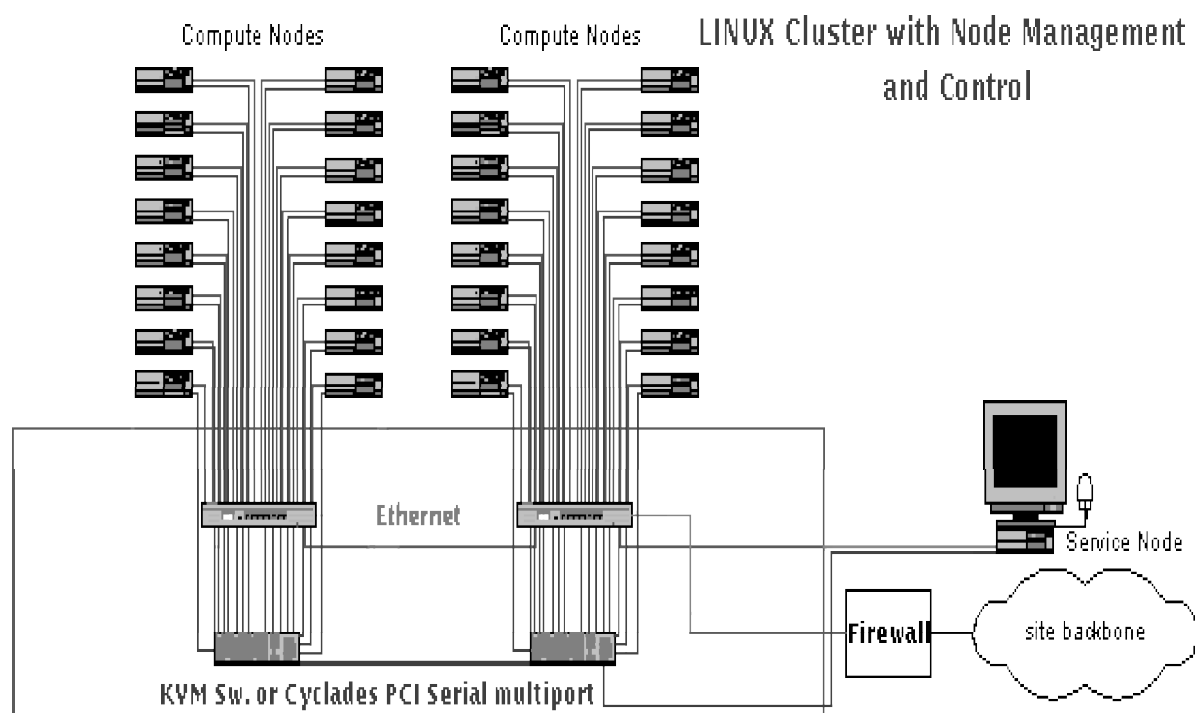 Compute Nodes
Compute Nodes
LINUX Cluster with Node Management
and Control
Ethernet
Service Node
Firewall
site backbone
KVM Sw. or Cyclades PCI Serial multiport